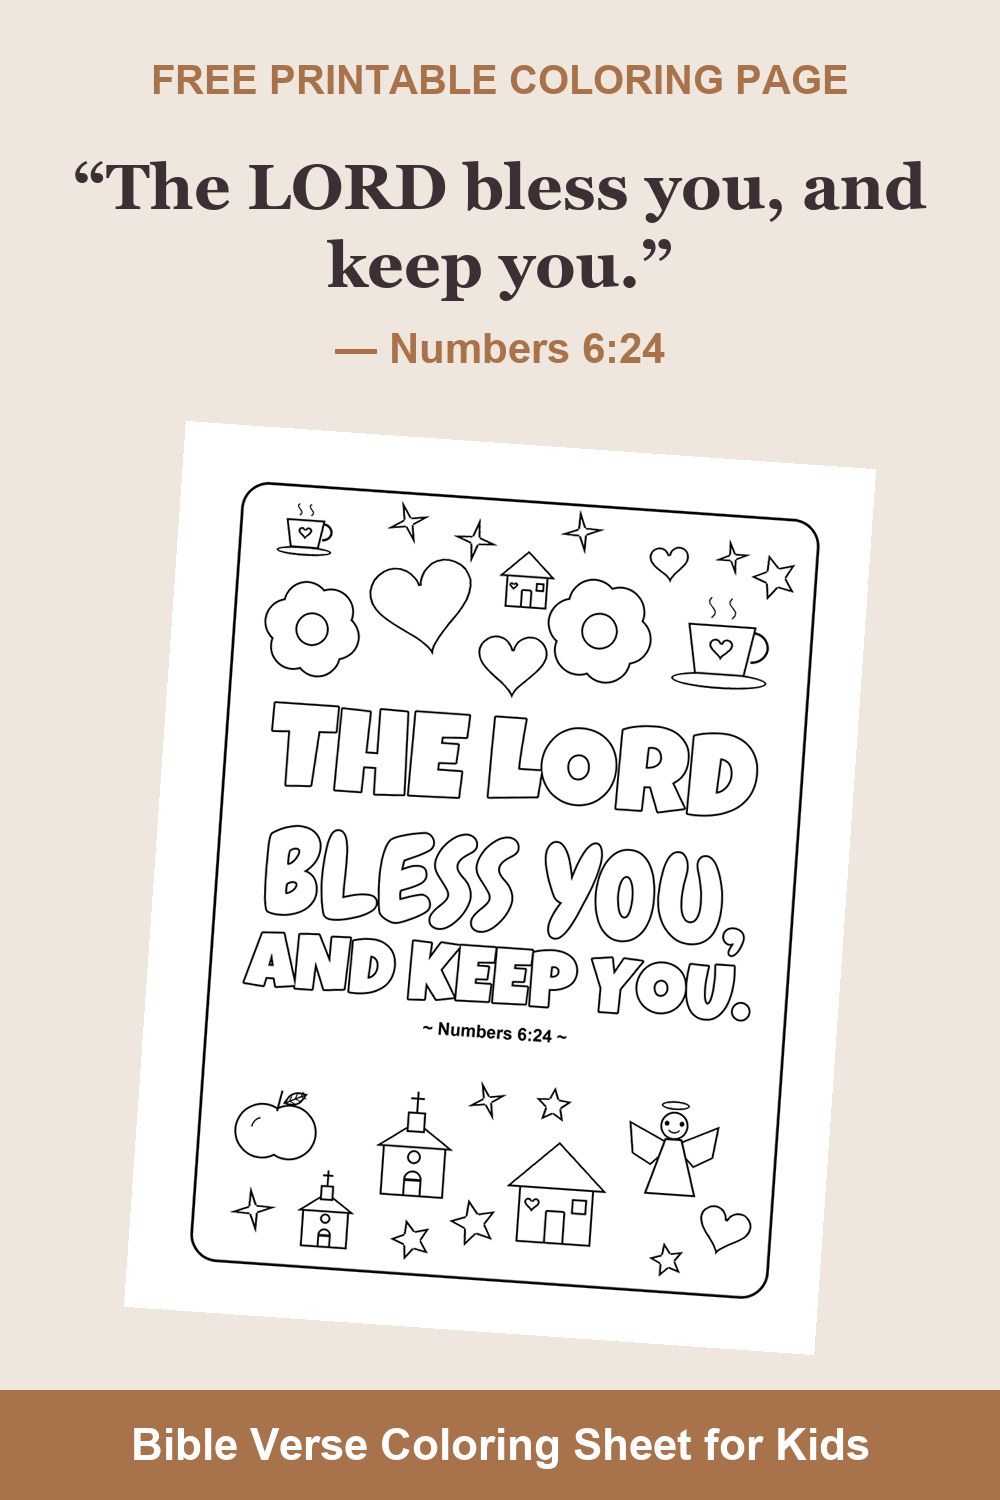 FREE PRINTABLE COLORING PAGE
“The LORD bless you, and
keep you.”
— Numbers 6:24
THE LORD
BLESS YOU,
AND KEEP YOU.
~ Numbers 6:24 ~
Bible Verse Coloring Sheet for Kids